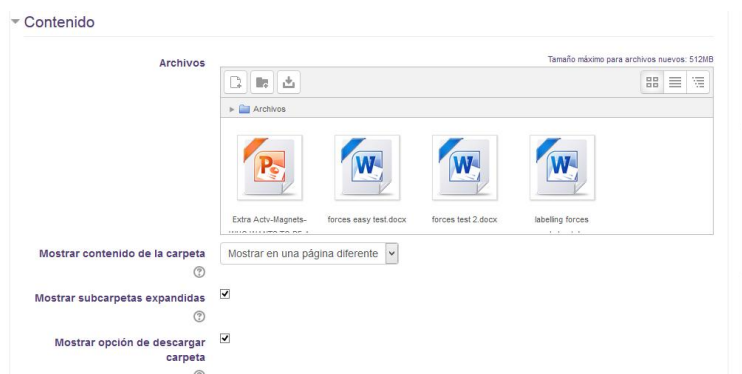 Contenido
Archivos
Tamaño máximo para archivos nuevos: 512MB
Archivos
Extra Actv-Magnets-
forces easy test.docx
forces test 2.docx
labelling forces
Mostrar contenido de la carpeta
Mostrar en una página diferente
Mostrar subcarpetas expandidas
Mostrar opción de descargar
carpeta